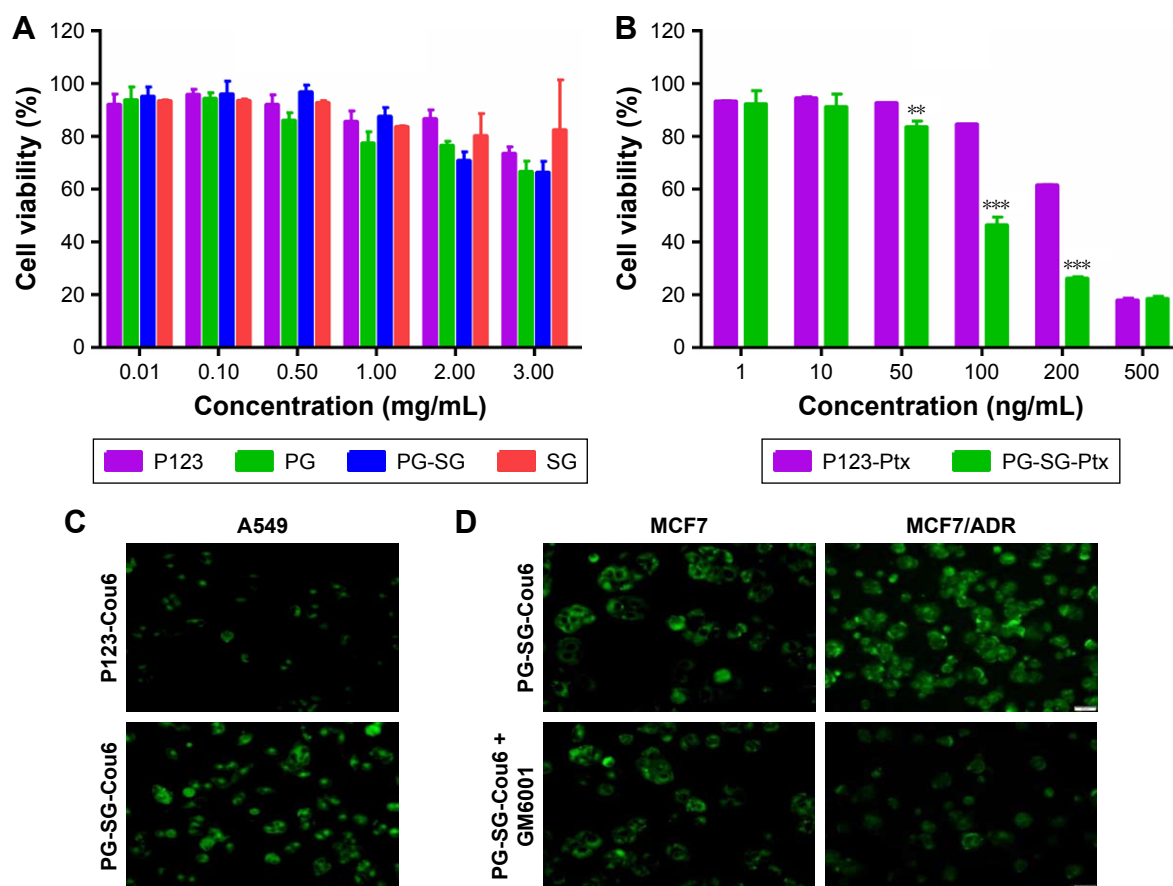 A
120
100
80
60
40
20
0
Cell viability (%)
0.01 0.10 0.50 1.00 2.00 3.00
Concentration (mg/mL)
P123 PG PG-SG SG
B
120
100
80
60
40
20
0
Cell viability (%)
**
***
***
1 10 50 100 200 500
Concentration (ng/mL)
P123-Ptx PG-SG-Ptx
C
A549
P123-Cou6
PG-SG-Cou6
D
MCF7 MCF7/ADR
PG-SG-Cou6
PG-SG-Cou6 +
GM6001